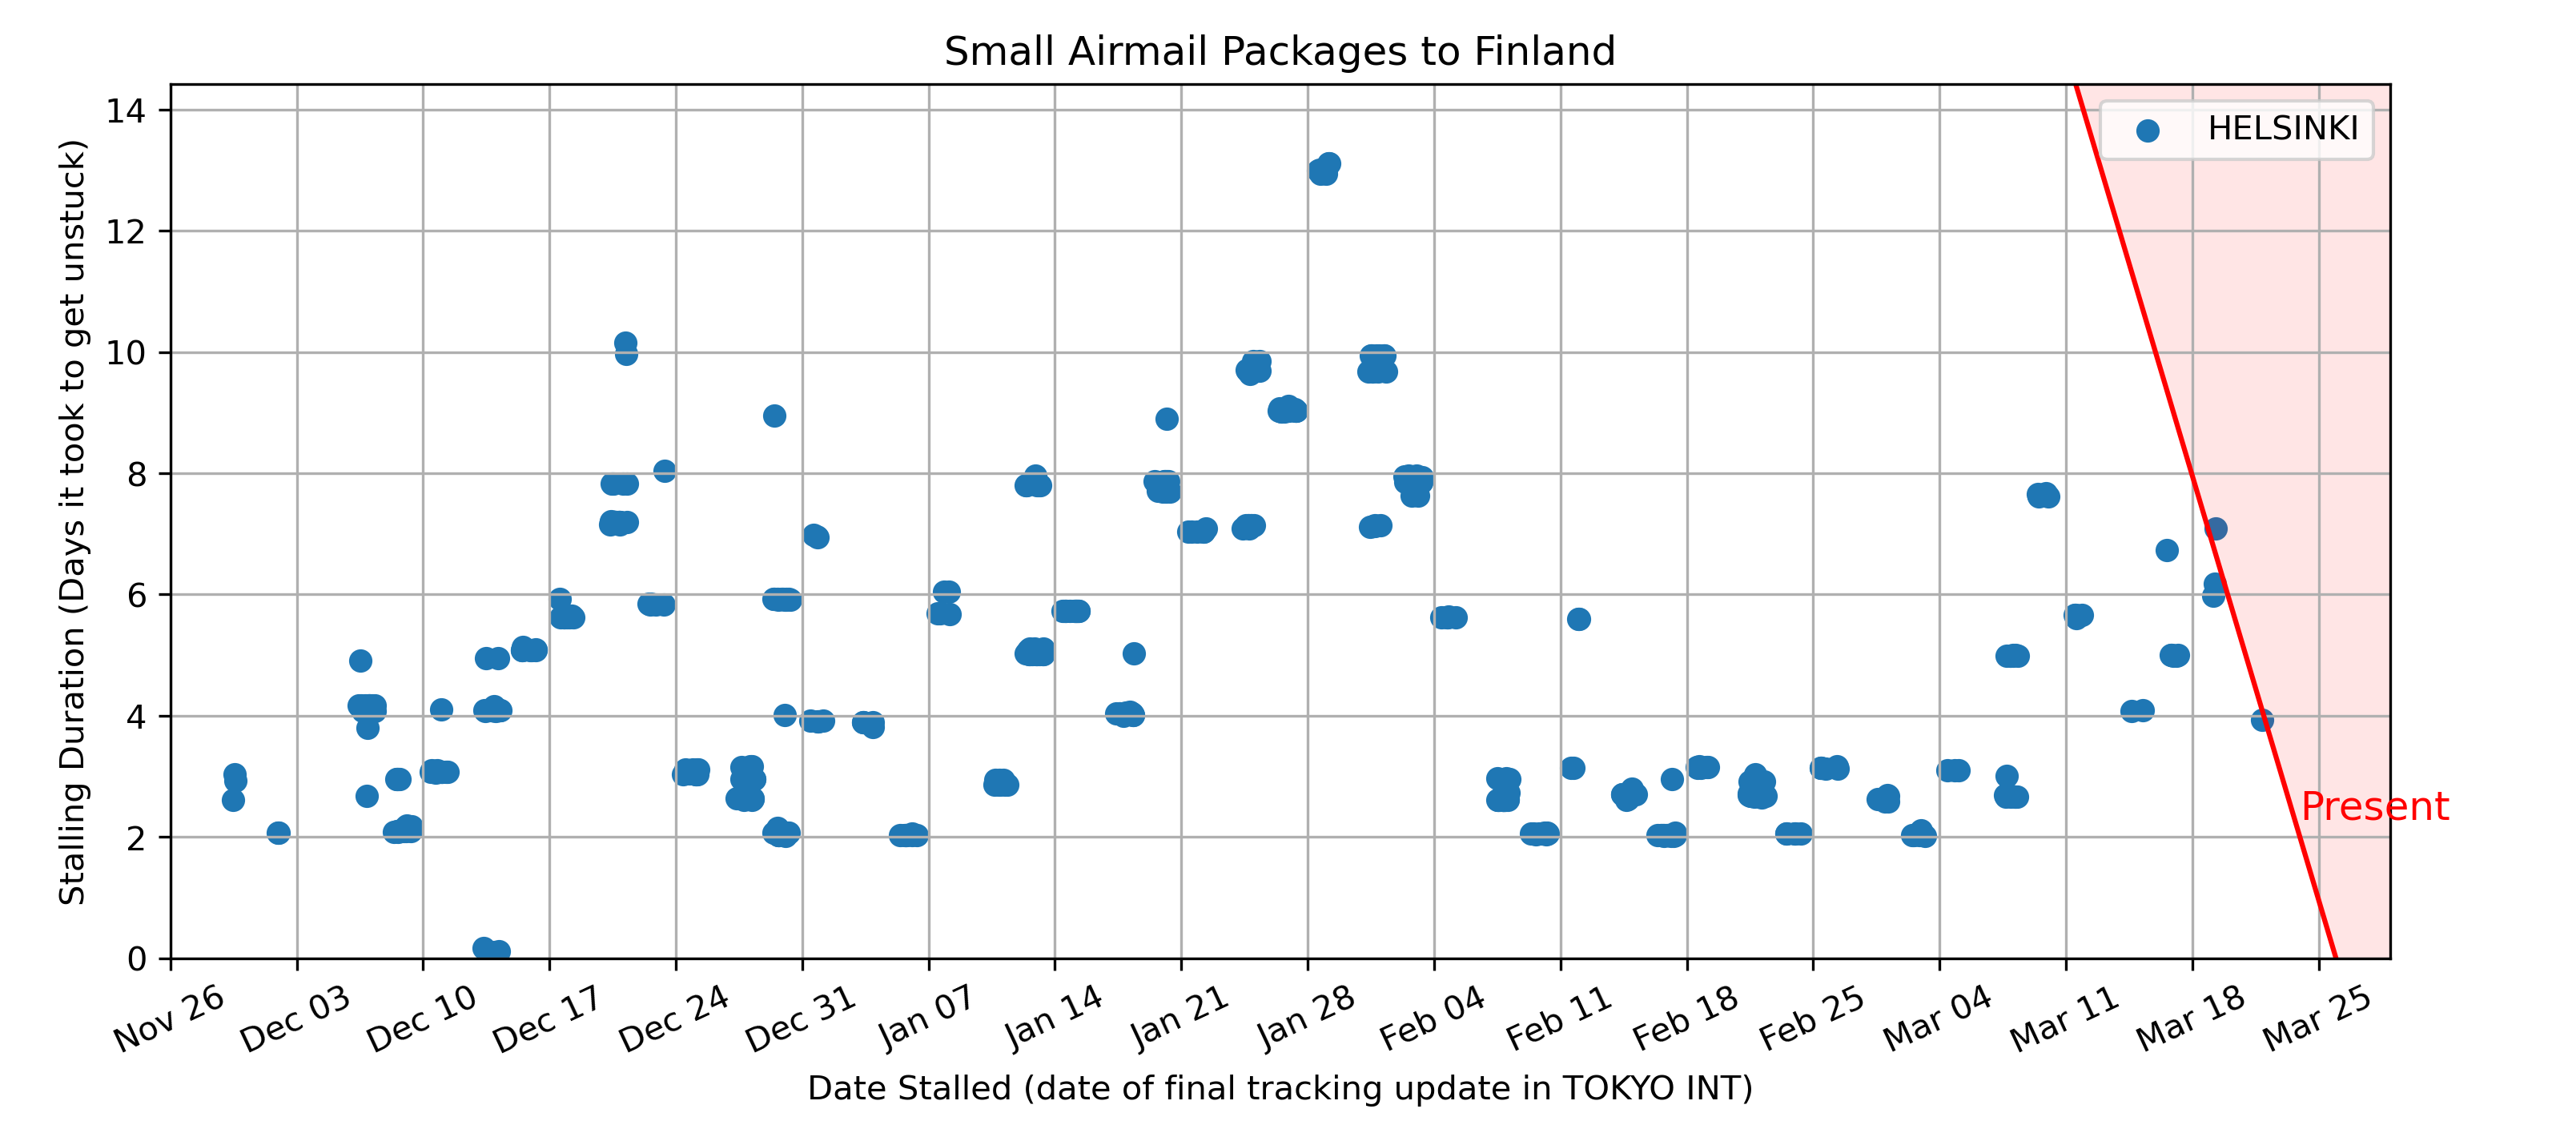 Small Airmail Packages to Finland
Stalling Duration (Days it took to get unstuck)
14
12
10
8
6
4
2
0
HELSINKI
Present
Nov 26
Dec 03
Dec 10
Dec 17
Dec 24
Dec 31
Jan 07
Jan 14
Jan 21
Jan 28
Feb 04
Feb 11
Feb 18
Feb 25
Mar 04
Mar 11
Mar 18
Mar 25
Date Stalled (date of final tracking update in TOKYO INT)